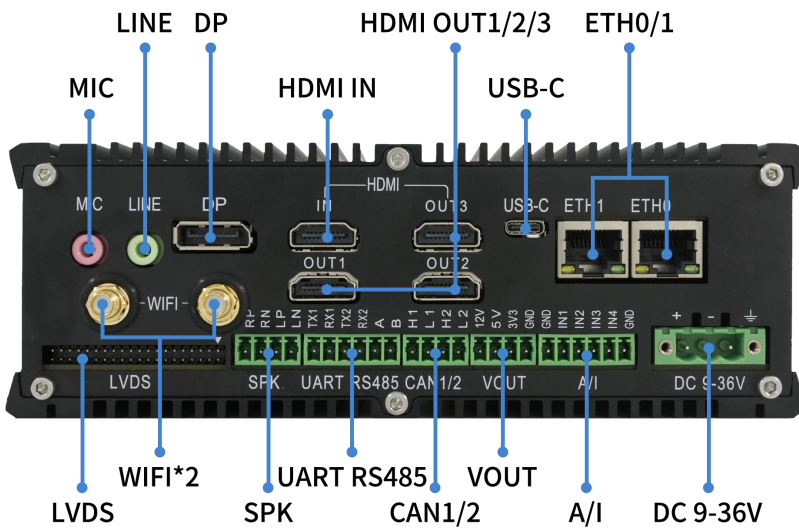 LINE DP HDMI OUT1/2/3 ETH0/1
MIC HDMI IN USB-C
HDMI
MIC LINE DP IN OUT3 USB-C ETH1 ETH0
OUT1 OUT2
WIFI
RP RN LP LN TX1 RX1 TX2 RX2 A B H1 L1 H2 L2 12V 5V 3V3 GND GND IN1 IN2 IN3 IN4 GND
+ -
LVDS SPK. UART RS485 CAN1/2 VOUT A/I DC 9-36V
WIFI*2 UART RS485 VOUT
LVDS SPK CAN1/2 A/I DC 9-36V